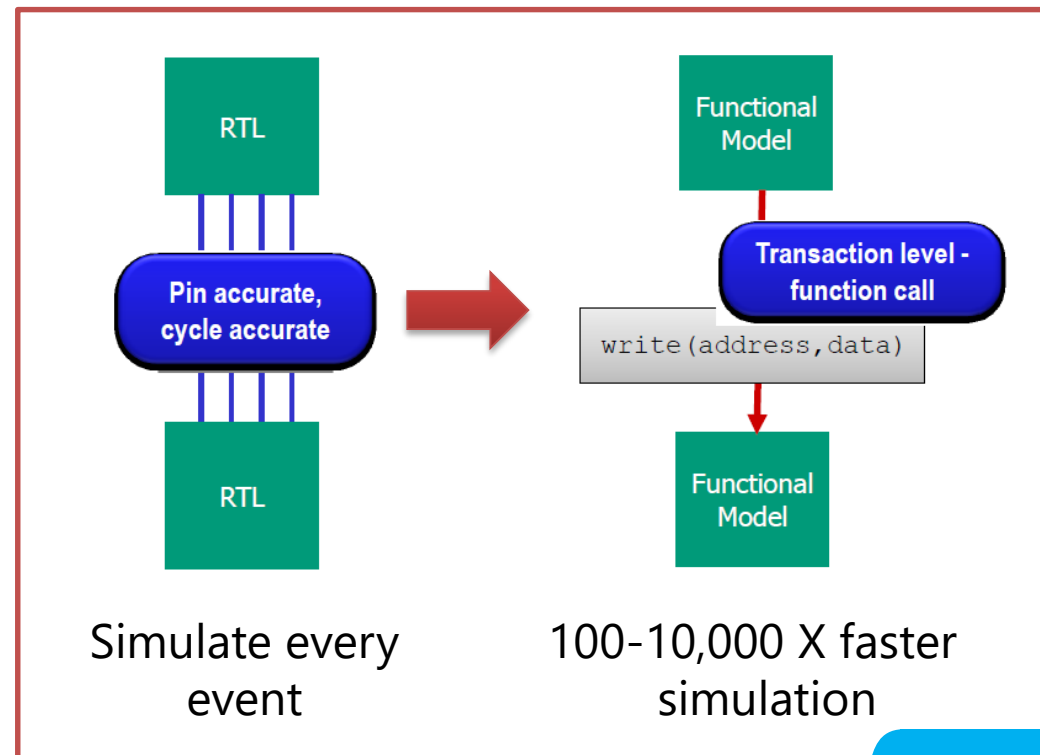 RTL
Pin accurate,
cycle accurate
RTL
Simulate every
event
Functional
Model
Transaction level -
function call
write(address,data)
Functional
Model
100-10,000 X faster
simulation